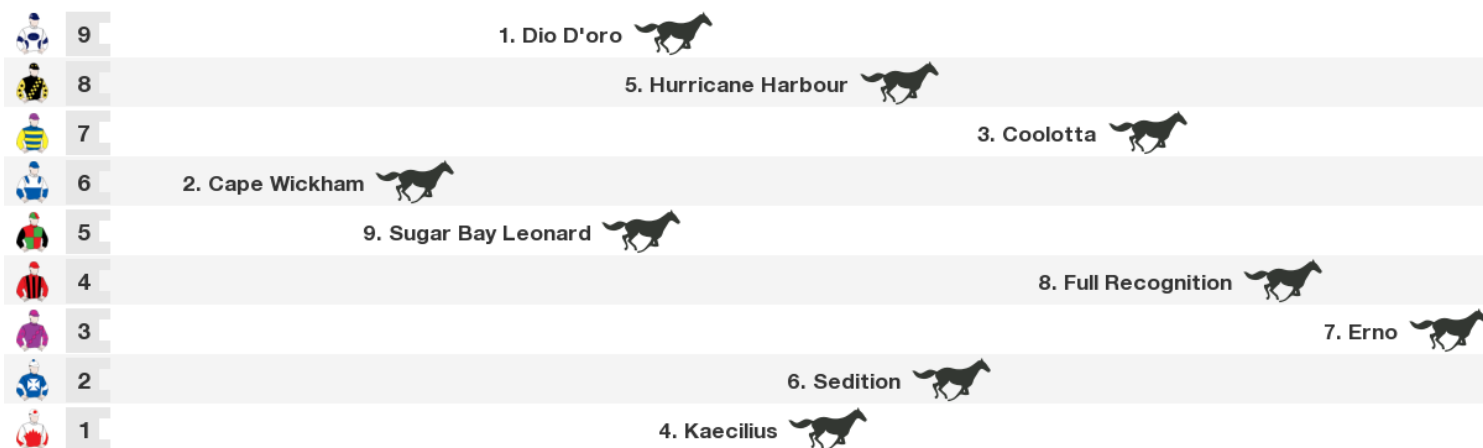 9 1. Dio D'oro
8 5. Hurricane Harbour
7 3. Coolotta
6 2. Cape Wickham
5 9. Sugar Bay Leonard
4 8. Full Recognition
3 7. Erno
2 6. Sedition
1 4. Kaecilius